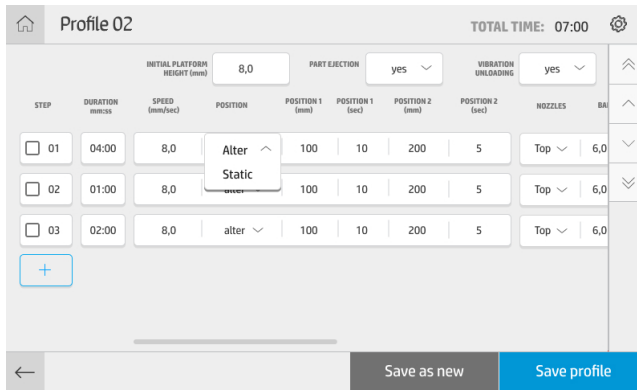 Profile 02
TOTAL TIME: 07:00
INITIAL PLATFORM
HEIGHT (mm)
8,0
PART EJECTION
yes
VIBRATION
UNLOADING
yes
STEP
DURATION
mm:ss
SPEED
(mm/sec)
POSITION
POSITION 1
(mm)
POSITION 1
(sec)
POSITION 2
(mm)
POSITION 2
(sec)
NOZZLES
BA
01 04:00 8,0 Alter 100 10 200 5 Top 6,0
Static
02 01:00 8,0 alter 100 10 200 5 Top 6,0
03 02:00 8,0 alter 100 10 200 5 Top 6,0
+
Save as new
Save profile